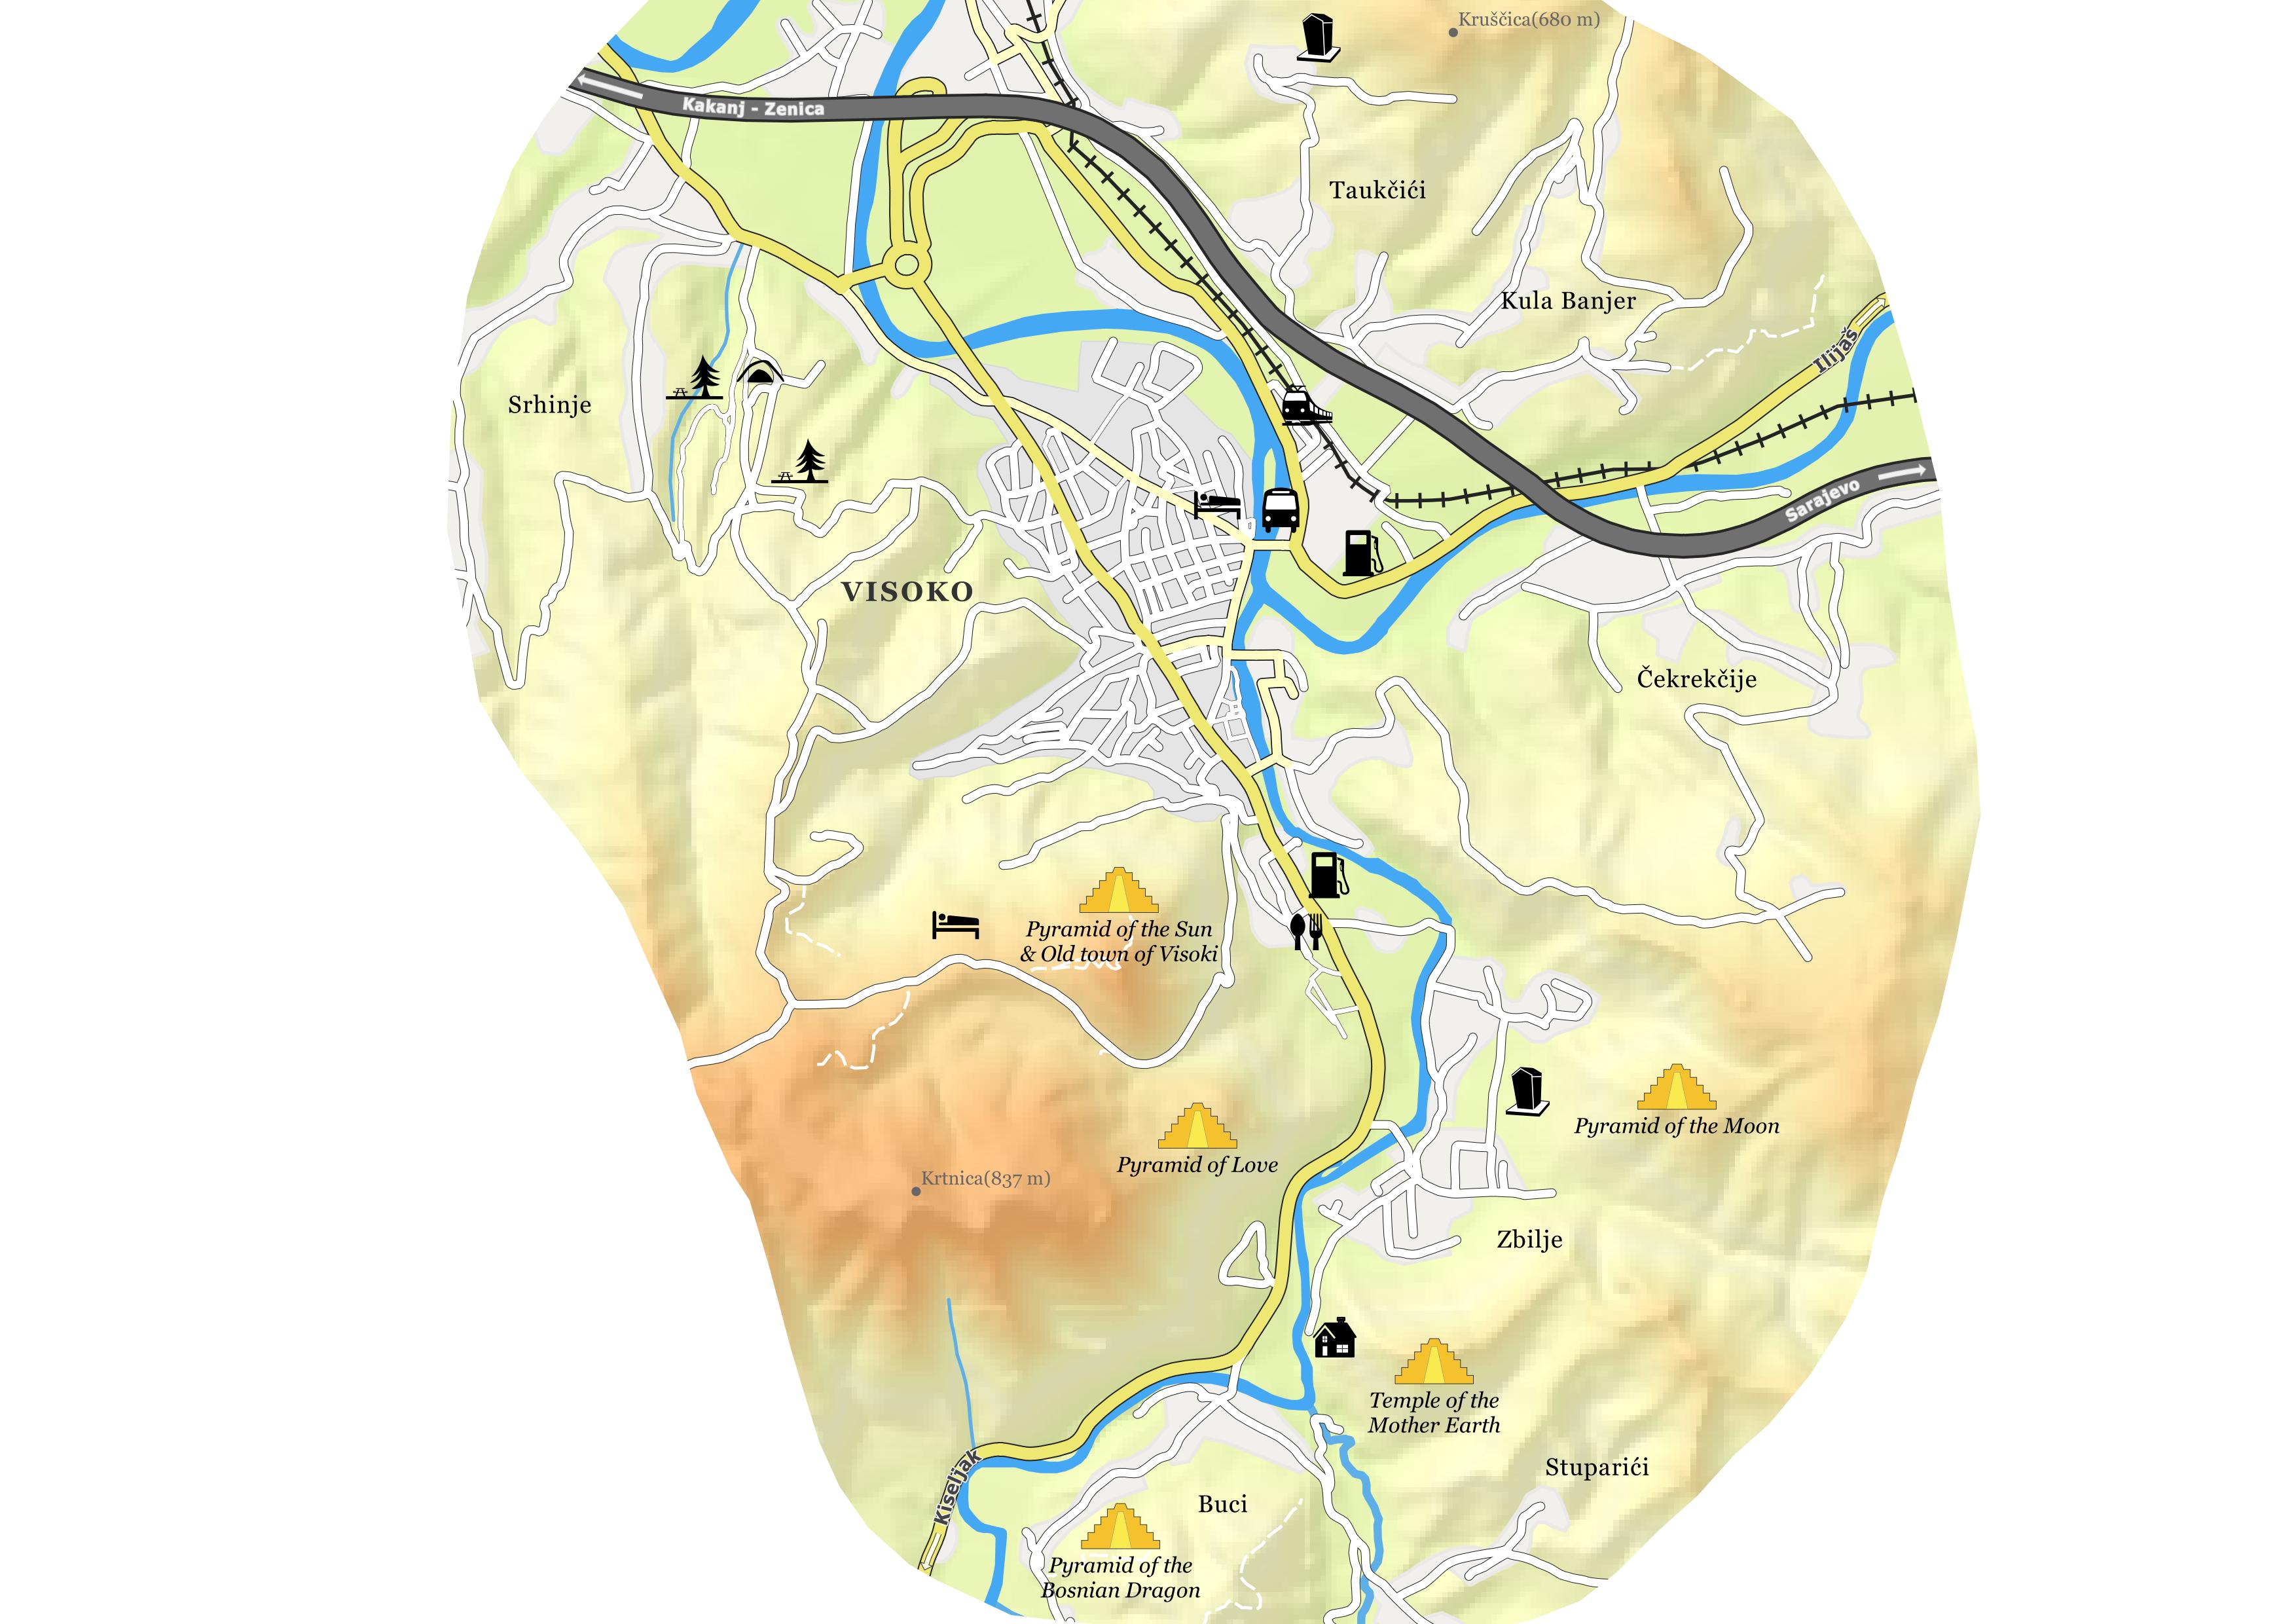 Kruščica(680 m)
Kakanj - Zenica
Taukčići
Kula Banjer
Ilijaš
Srhinje
Sarajevo
VISOKO
Čekrekčije
Pyramid of the Sun
& Old town of Visoki
Pyramid of the Moon
Pyramid of Love
Krtnica(837 m)
Zbilje
Temple of the
Mother Earth
Kiseljak
Stuparići
Buci
Pyramid of the
Bosnian Dragon